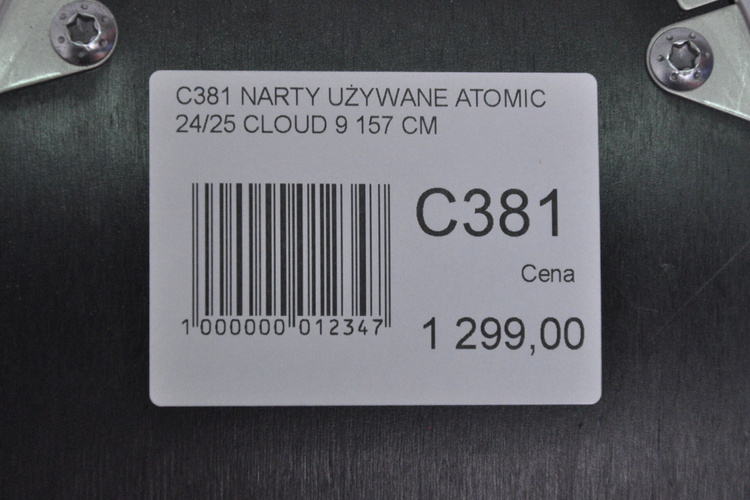 C381 NARTY UŻYWANE ATOMIC
24/25 CLOUD 9 157 CM
C381
Cena
1 299,00
1 000000 012347